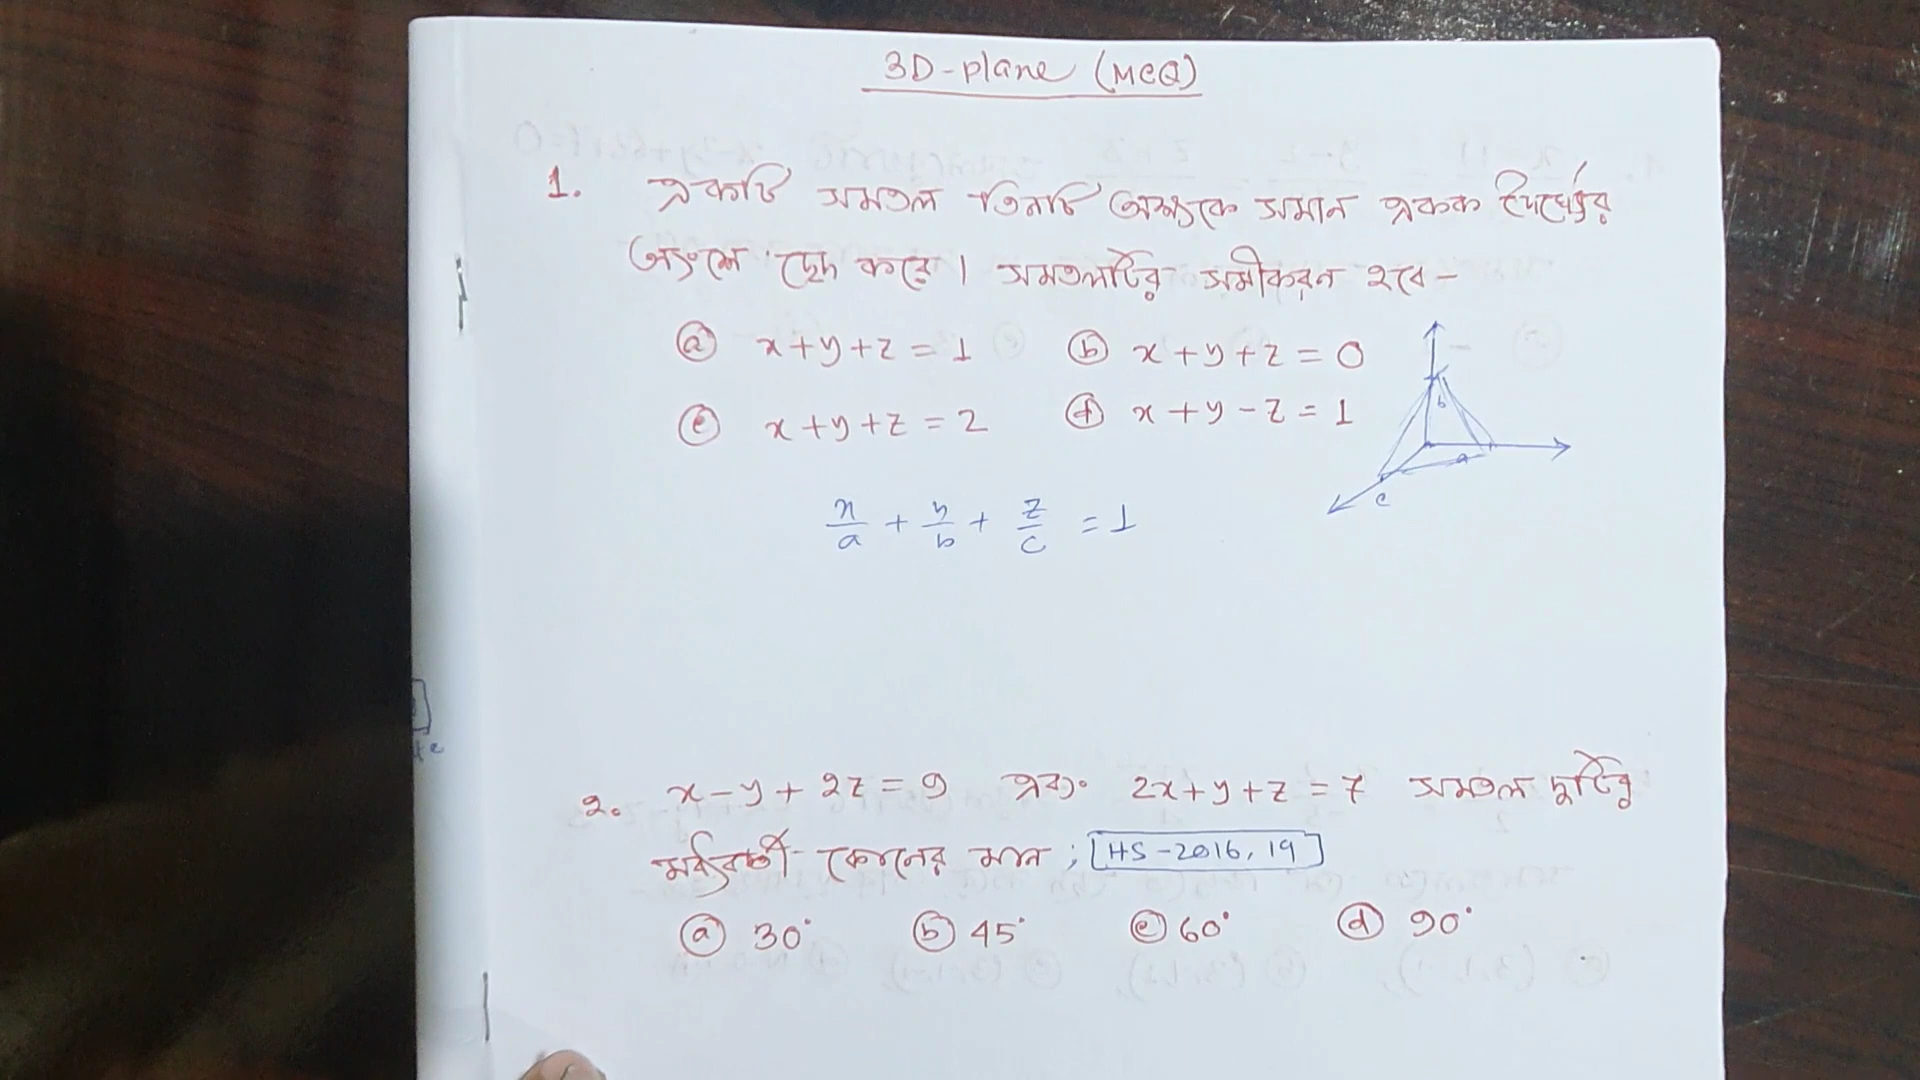 3D-plane (MCQ)
1. একটি সমতল তিনটি অক্ষকে সমান একক দৈর্ঘ্যের
অংশে ছেদ করে। সমতলটির সমীকরণ হবে -
ⓐ x+y+z = 1 ⓑ x+y+z = 0
ⓒ x+y+z = 2 ⓓ x+y-z = 1
b
a
c
x/a + y/b + z/c = 1
২. x-y+2z = 9 এবং 2x+y+z = 7 সমতল দুটির
মধ্যবর্তী কোনের মান ; [HS-2016, 19]
ⓐ 30° ⓑ 45° ⓒ 60° ⓓ 90°